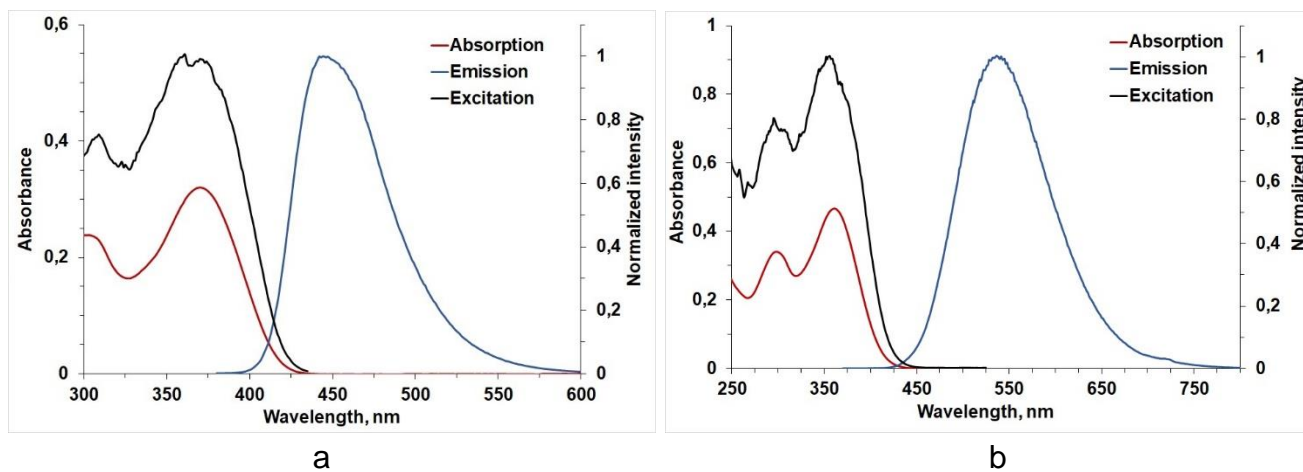 0,6
0,4
0,2
0
Absorbance
300
350
400
450
500
550
600
Wavelength, nm
1
0,8
0,6
0,4
0,2
0
Normalized intensity
Absorption
Emission
Excitation
a
1
0,8
0,6
0,4
0,2
0
Absorbance
250
350
450
550
650
750
Wavelength, nm
1
0,8
0,6
0,4
0,2
0
Normalized intensity
Absorption
Emission
Excitation
b